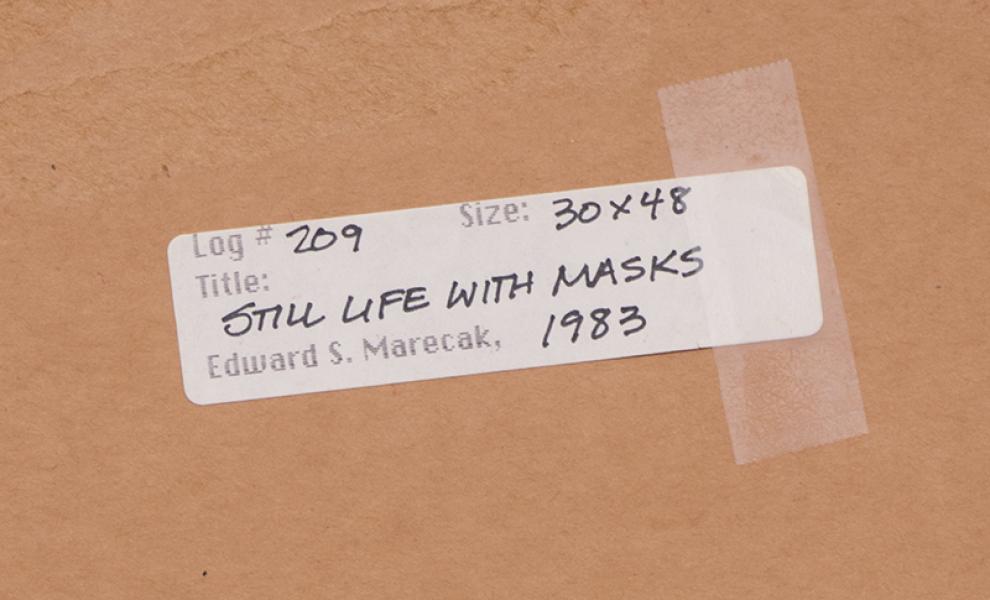 Log # 209 Size: 30x48
Title:
STILL LIFE WITH MASKS
Edward S. Marecak, 1983